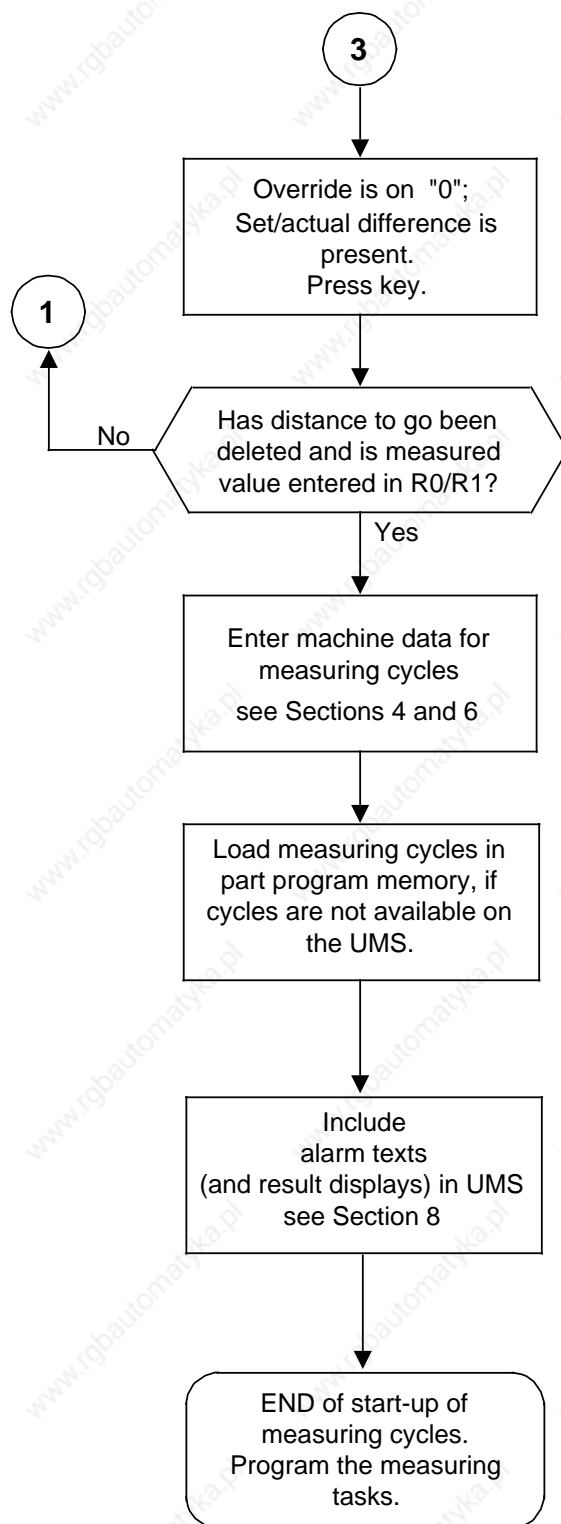 3
Override is on "0";
Set/actual difference is
present.
Press key.
1
No
Has distance to go been
deleted and is measured
value entered in R0/R1?
Yes
Enter machine data for
measuring cycles
see Sections 4 and 6
Load measuring cycles in
part program memory, if
cycles are not available on
the UMS.
Include
alarm texts
(and result displays) in UMS
see Section 8
END of start-up of
measuring cycles.
Program the measuring
tasks.
www.rgbautomatyka.pl